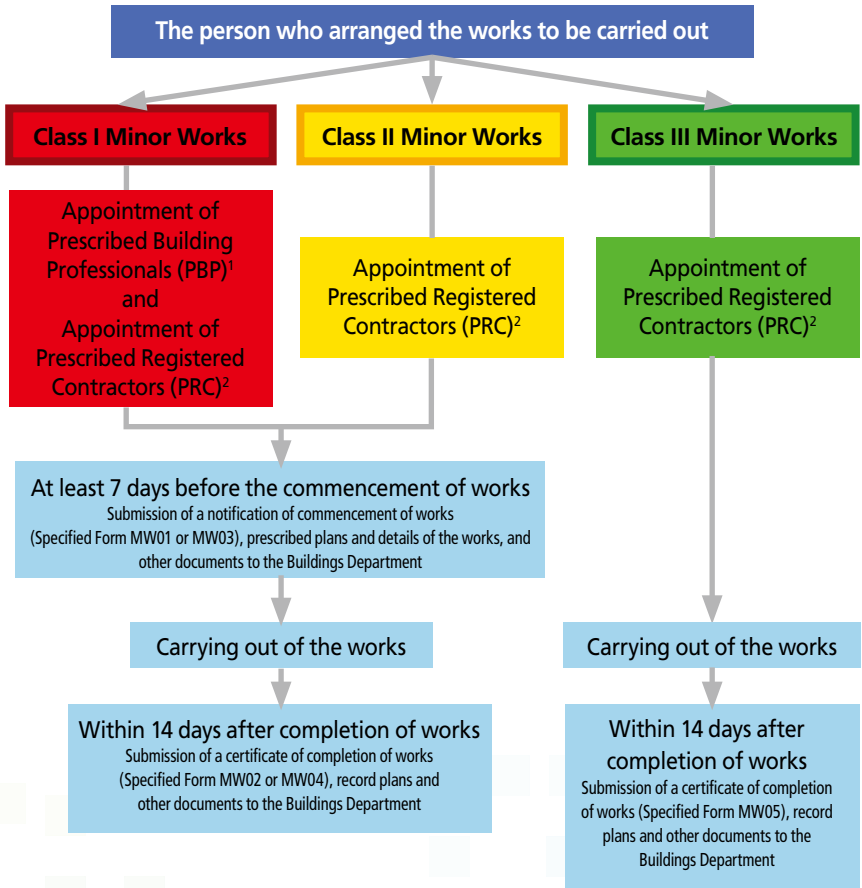 The person who arranged the works to be carried out
Class I Minor Works
Class II Minor Works
Class III Minor Works
Appointment of
Prescribed Building
Professionals (PBP)¹
and
Appointment of
Prescribed Registered
Contractors (PRC)²
Appointment of
Prescribed Registered
Contractors (PRC)²
Appointment of
Prescribed Registered
Contractors (PRC)²
At least 7 days before the commencement of works
Submission of a notification of commencement of works
(Specified Form MW01 or MW03), prescribed plans and details of the works, and
other documents to the Buildings Department
Carrying out of the works
Within 14 days after completion of works
Submission of a certificate of completion of works
(Specified Form MW02 or MW04), record plans and
other documents to the Buildings Department
Carrying out of the works
Within 14 days after
completion of works
Submission of a certificate of completion
of works (Specified Form MW05), record
plans and other documents to the
Buildings Department